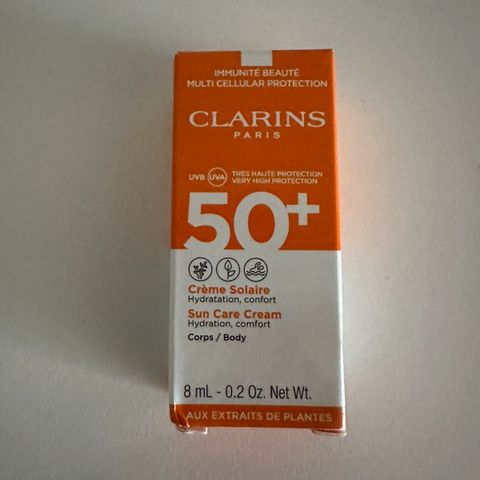 IMMUNITÉ BEAUTÉ
MULTI CELLULAR PROTECTION
CLARINS
PARIS
UVB UVA TRÈS HAUTE PROTECTION
VERY HIGH PROTECTION
50+
Crème Solaire
Hydratation, confort
Sun Care Cream
Hydration, comfort
Corps / Body
8 mL - 0.2 Oz. Net Wt.
AUX EXTRAITS DE PLANTES